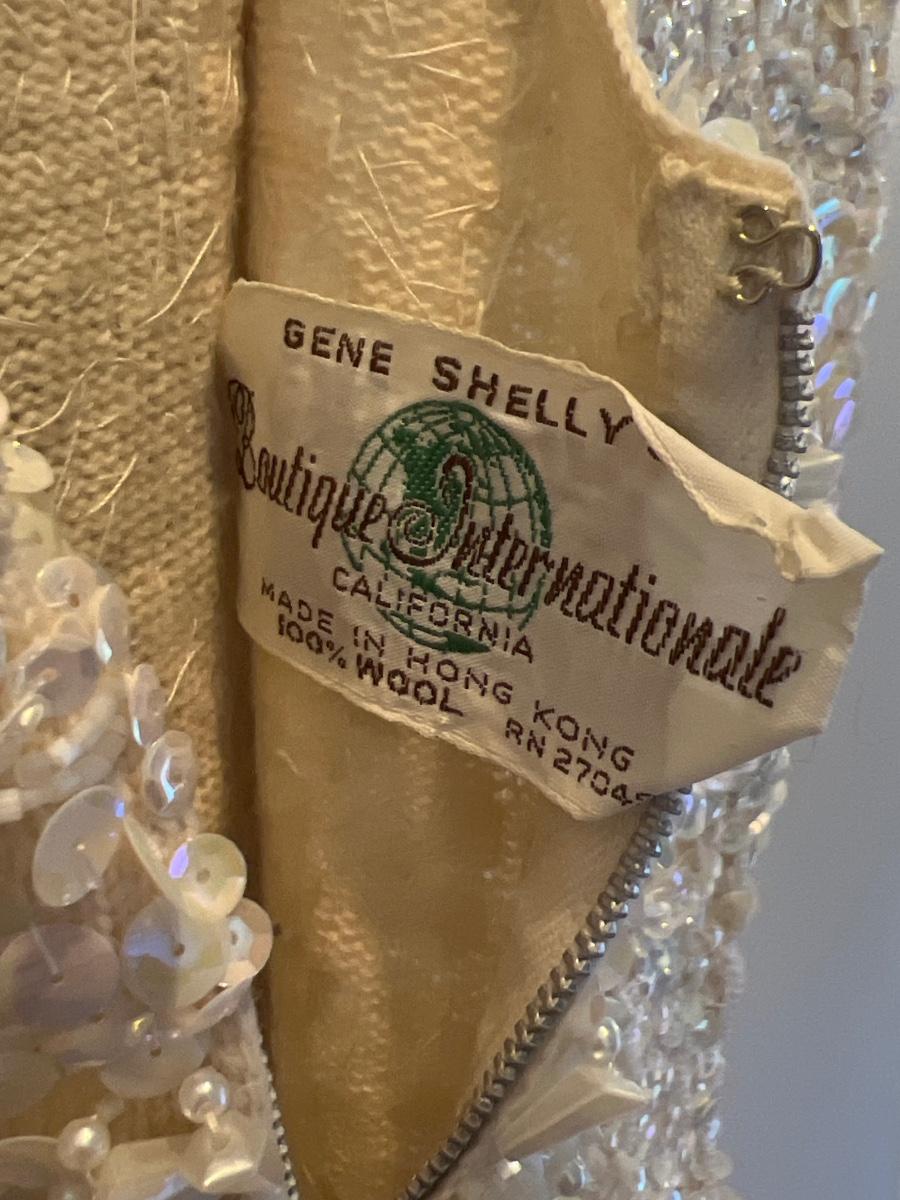 GENE SHELLY
Boutique Internationale
CALIFORNIA
MADE IN HONG KONG
100% WOOL RN 2704